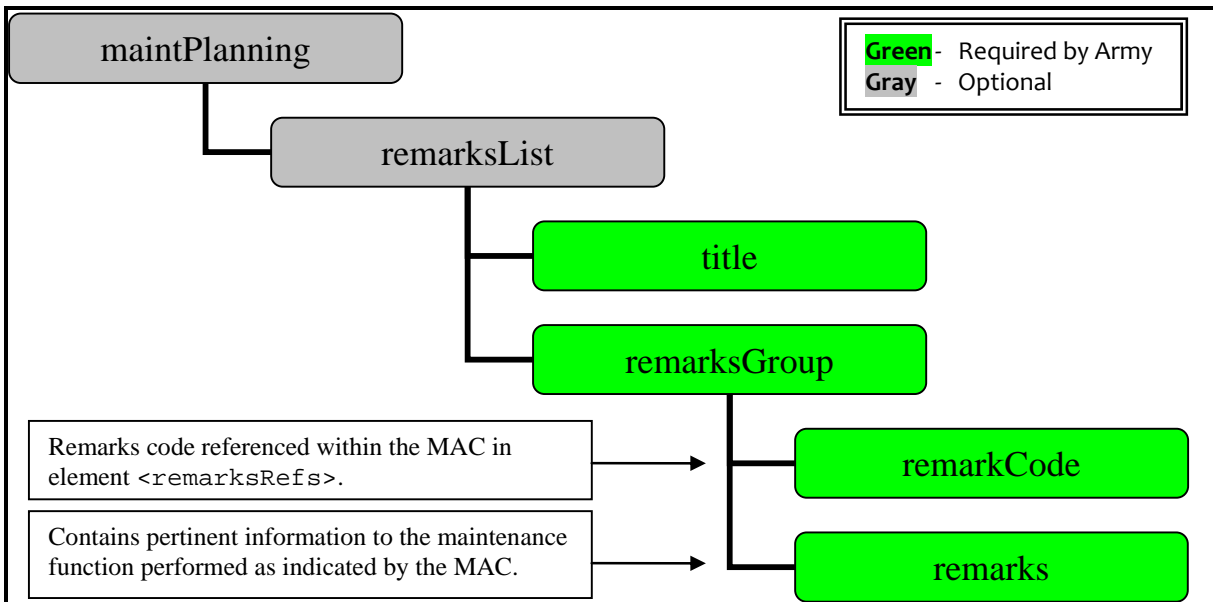 maintPlanning
Green - Required by Army
Gray - Optional
remarksList
title
remarksGroup
Remarks code referenced within the MAC in
element <remarksRefs>.
remarkCode
Contains pertinent information to the maintenance
function performed as indicated by the MAC.
remarks